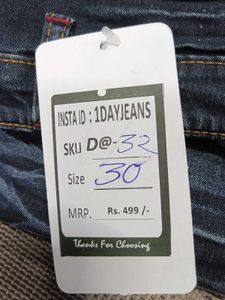 INSTA ID : 1DAYJEANS
SKU D@-32
Size 30
MRP. Rs. 499 /-
Thanks For Choosing